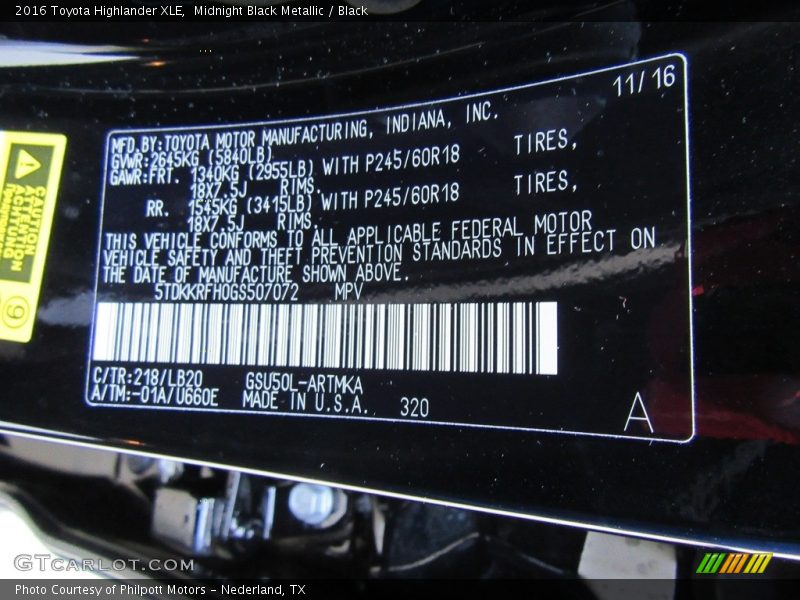 2016 Toyota Highlander XLE,  Midnight Black Metallic / Black
11/16
MFD.BY:TOYOTA MOTOR MANUFACTURING, INDIANA, INC.
GVWR:2645KG (5840LB)
GAWR:FRT. 1340KG (2955LB) WITH P245/60R18 TIRES,
18X7.5J RIMS.
RR. 1545KG (3415LB) WITH P245/60R18 TIRES,
18X7.5J RIMS.
THIS VEHICLE CONFORMS TO ALL APPLICABLE FEDERAL MOTOR
VEHICLE SAFETY AND THEFT PREVENTION STANDARDS IN EFFECT ON
THE DATE OF MANUFACTURE SHOWN ABOVE.
5TDKKRFH0GS507072 MPV
C/TR:218/LB20 GSU50L-ARTMKA
A/TM:-01A/U660E MADE IN U.S.A. 320
A
CAUTION
ATTENTION
9
GTCARLOT.COM
Photo Courtesy of Philpott Motors - Nederland, TX